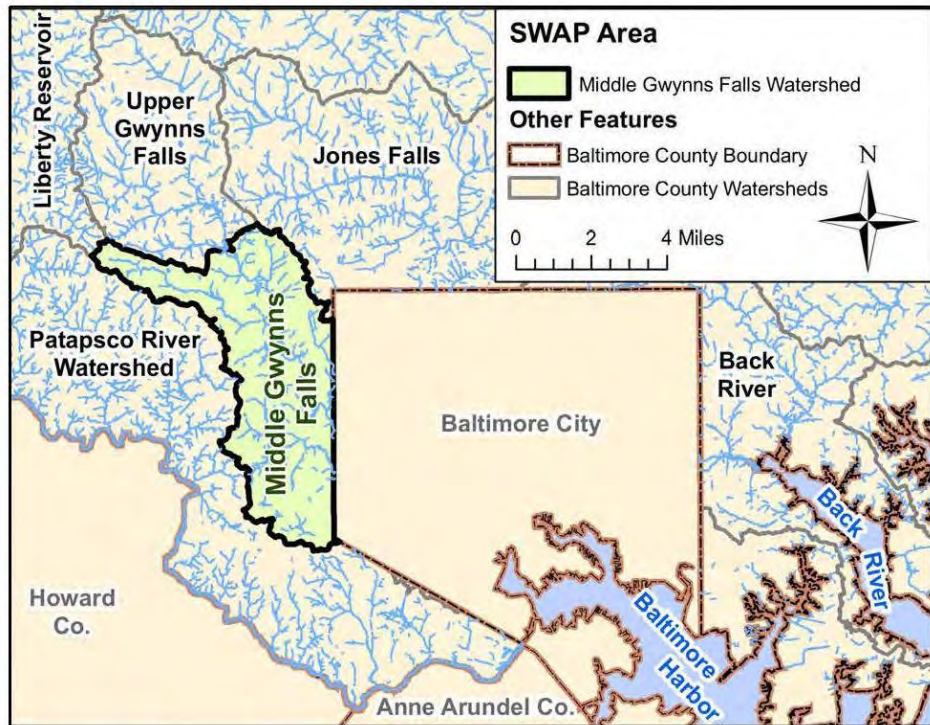 SWAP Area
Middle Gwynns Falls Watershed
Other Features
Baltimore County Boundary
Baltimore County Watersheds
N
0 2 4 Miles
Liberty Reservoir
Upper
Gwynns
Falls
Jones Falls
Patapsco River
Watershed
Middle Gwynns
Falls
Baltimore City
Back
River
Back
River
Howard
Co.
Baltimore
Harbor
Anne Arundel Co.